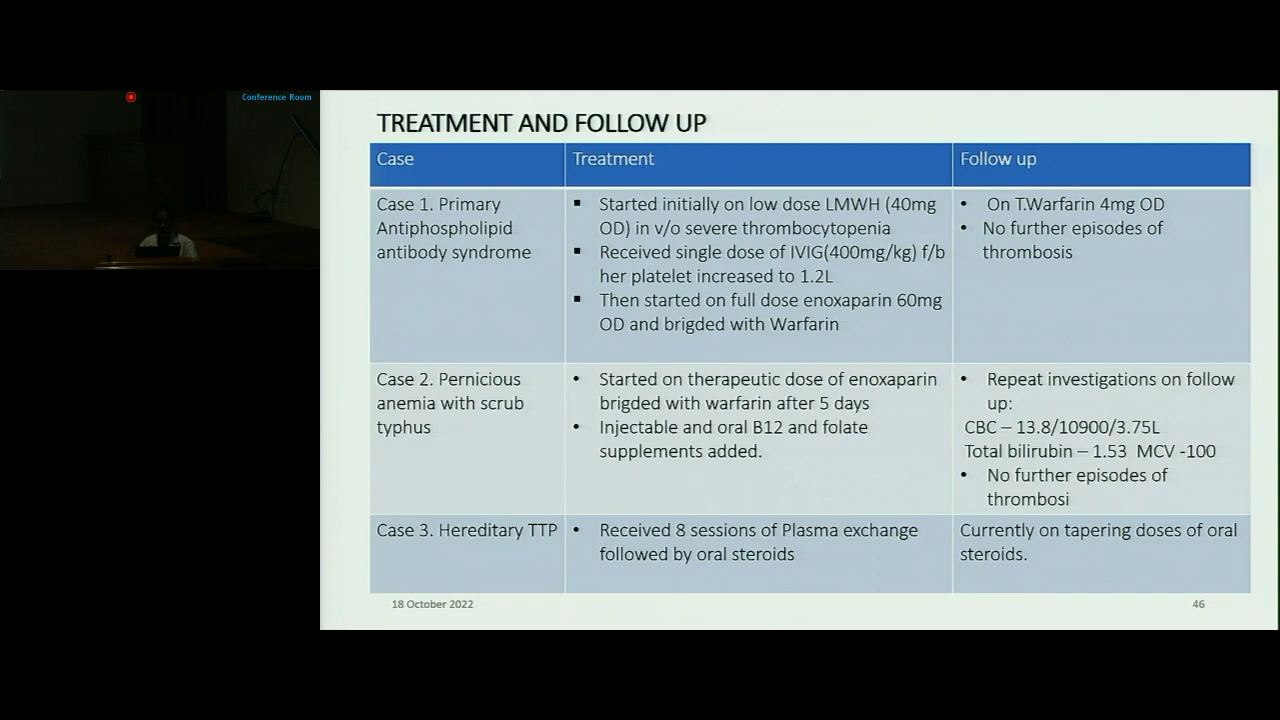 Conference Room
TREATMENT AND FOLLOW UP
Case
Treatment
Follow up
Case 1. Primary
Antiphospholipid
antibody syndrome
▪ Started initially on low dose LMWH (40mg
OD) in v/o severe thrombocytopenia
▪ Received single dose of IVIG(400mg/kg) f/b
her platelet increased to 1.2L
▪ Then started on full dose enoxaparin 60mg
OD and brigded with Warfarin
• On T.Warfarin 4mg OD
• No further episodes of
thrombosis
Case 2. Pernicious
anemia with scrub
typhus
• Started on therapeutic dose of enoxaparin
brigded with warfarin after 5 days
• Injectable and oral B12 and folate
supplements added.
• Repeat investigations on follow
up:
CBC – 13.8/10900/3.75L
Total bilirubin – 1.53 MCV -100
• No further episodes of
thrombosi
Case 3. Hereditary TTP
• Received 8 sessions of Plasma exchange
followed by oral steroids
Currently on tapering doses of oral
steroids.
18 October 2022
46